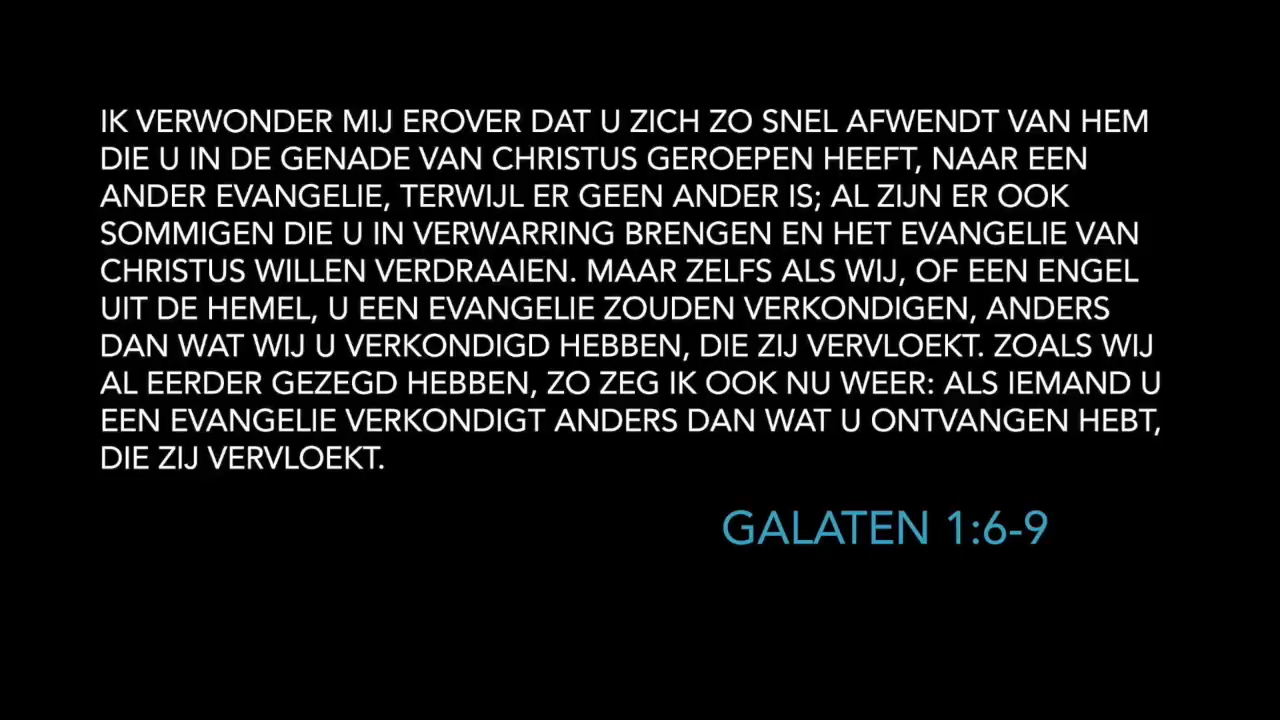 IK VERWONDER MIJ EROVER DAT U ZICH ZO SNEL AFWENDT VAN HEM
DIE U IN DE GENADE VAN CHRISTUS GEROEPEN HEEFT, NAAR EEN
ANDER EVANGELIE, TERWIJL ER GEEN ANDER IS; AL ZIJN ER OOK
SOMMIGEN DIE U IN VERWARRING BRENGEN EN HET EVANGELIE VAN
CHRISTUS WILLEN VERDRAAIEN. MAAR ZELFS ALS WIJ, OF EEN ENGEL
UIT DE HEMEL, U EEN EVANGELIE ZOUDEN VERKONDIGEN, ANDERS
DAN WAT WIJ U VERKONDIGD HEBBEN, DIE ZIJ VERVLOEKT. ZOALS WIJ
AL EERDER GEZEGD HEBBEN, ZO ZEG IK OOK NU WEER: ALS IEMAND U
EEN EVANGELIE VERKONDIGT ANDERS DAN WAT U ONTVANGEN HEBT,
DIE ZIJ VERVLOEKT.
GALATEN 1:6-9